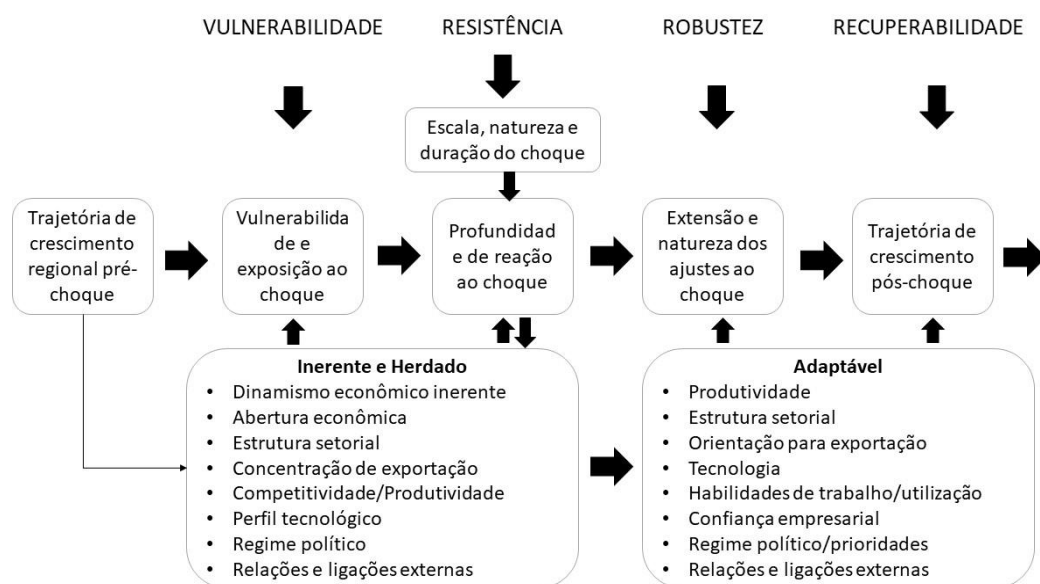 VULNERABILIDADE
RESISTÊNCIA
ROBUSTEZ
RECUPERABILIDADE
Escala, natureza e
duração do choque
Trajetória de
crescimento
regional pré-
choque
Vulnerabilida
de e
exposição ao
choque
Profundidad
e de reação
ao choque
Extensão e
natureza dos
ajustes ao
choque
Trajetória de
crescimento
pós-choque
Inerente e Herdado
• Dinamismo econômico inerente
• Abertura econômica
• Estrutura setorial
• Concentração de exportação
• Competitividade/Produtividade
• Perfil tecnológico
• Regime político
• Relações e ligações externas
Adaptável
• Produtividade
• Estrutura setorial
• Orientação para exportação
• Tecnologia
• Habilidades de trabalho/utilização
• Confiança empresarial
• Regime político/prioridades
• Relações e ligações externas